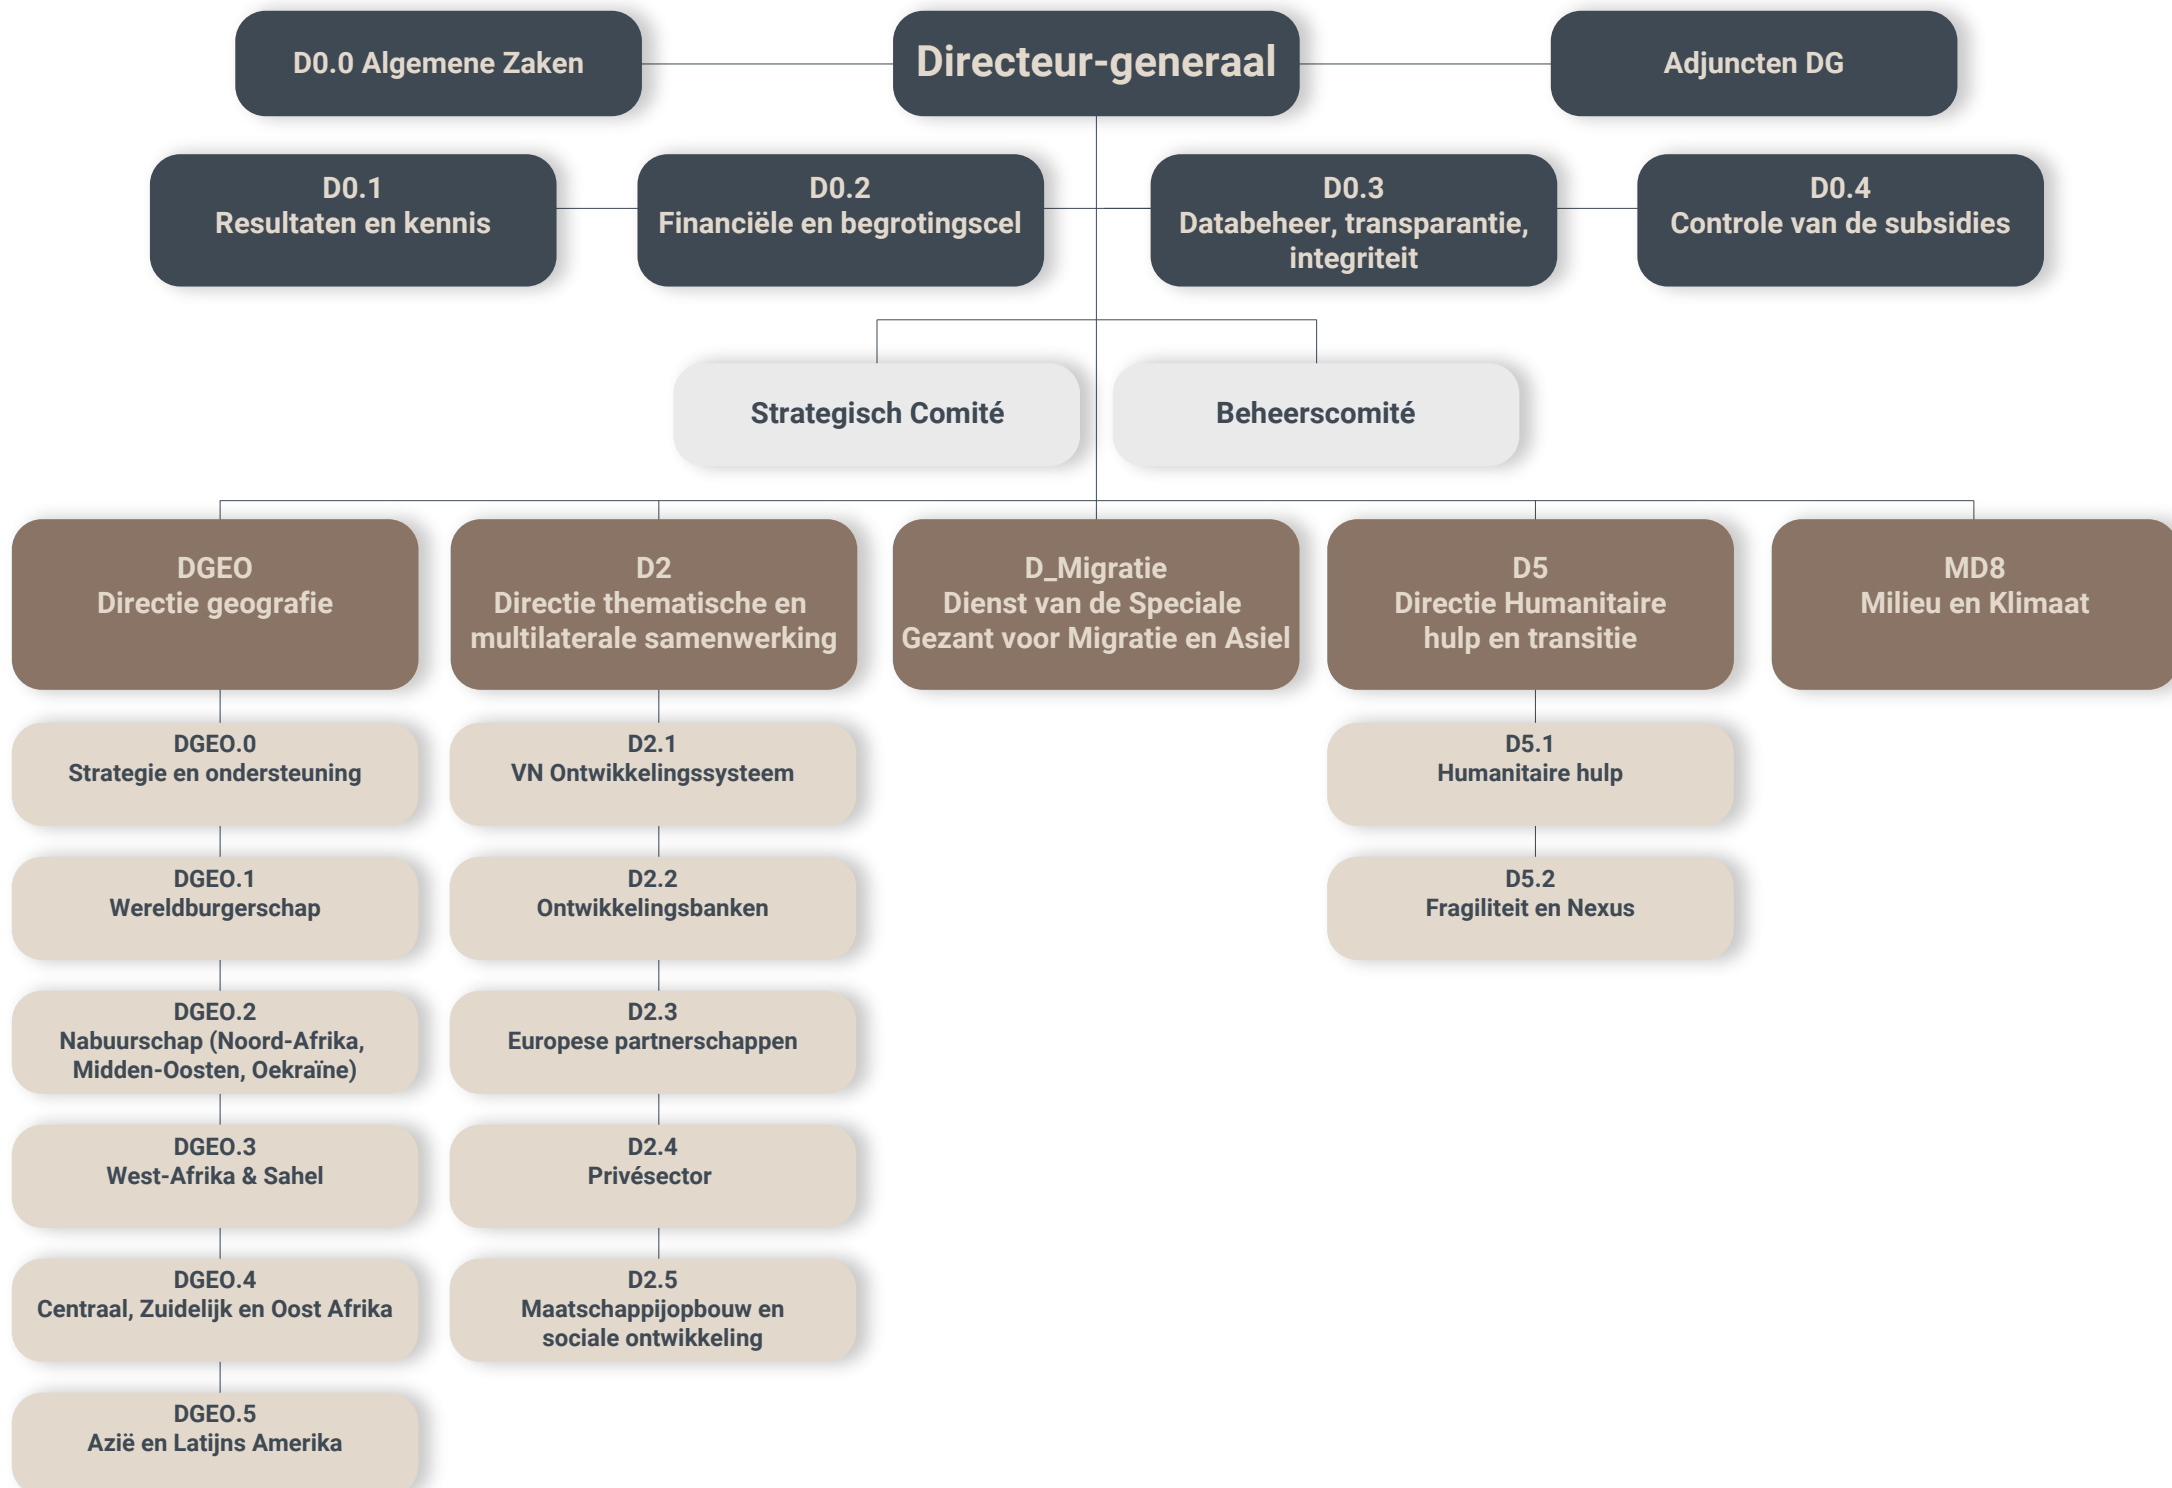 D0.0 Algemene Zaken
Directeur-generaal
Adjuncten DG
D0.1
Resultaten en kennis
D0.2
Financiële en begrotingscel
D0.3
Databeheer, transparantie,
integriteit
D0.4
Controle van de subsidies
Strategisch Comité
Beheerscomité
DGEO
Directie geografie
D2
Directie thematische en
multilaterale samenwerking
D_Migratie
Dienst van de Speciale
Gezant voor Migratie en Asiel
D5
Directie Humanitaire
hulp en transitie
MD8
Milieu en Klimaat
DGEO.0
Strategie en ondersteuning
DGEO.1
Wereldburgerschap
DGEO.2
Nabuurschap (Noord-Afrika,
Midden-Oosten, Oekraïne)
DGEO.3
West-Afrika & Sahel
DGEO.4
Centraal, Zuidelijk en Oost Afrika
DGEO.5
Azië en Latijns Amerika
D2.1
VN Ontwikkelingssysteem
D2.2
Ontwikkelingsbanken
D2.3
Europese partnerschappen
D2.4
Privésector
D2.5
Maatschappijopbouw en
sociale ontwikkeling
D5.1
Humanitaire hulp
D5.2
Fragiliteit en Nexus